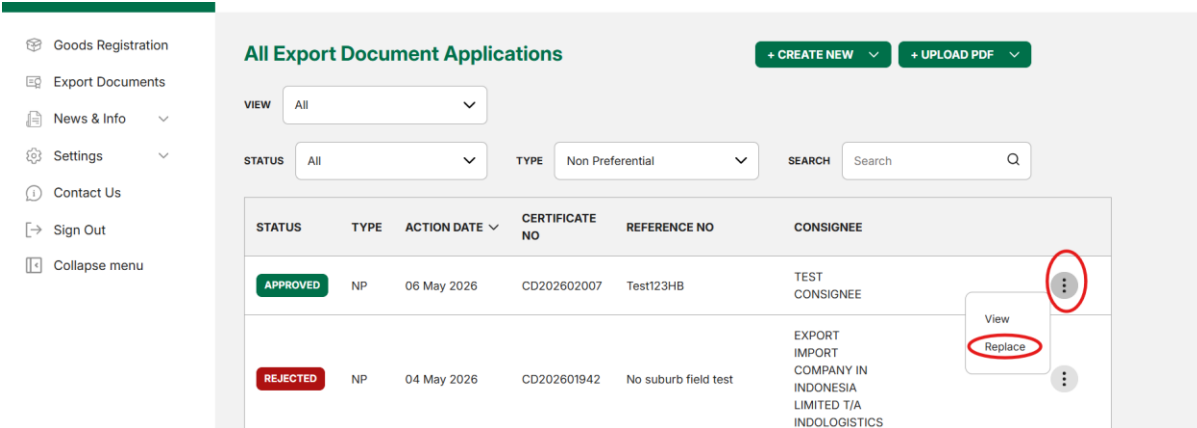 Goods Registration
Export Documents
News & Info
Settings
Contact Us
Sign Out
Collapse menu
All Export Document Applications
+ CREATE NEW
+ UPLOAD PDF
VIEW All
STATUS All TYPE Non Preferential SEARCH Search
STATUS TYPE ACTION DATE CERTIFICATE NO REFERENCE NO CONSIGNEE
APPROVED NP 06 May 2026 CD202602007 Test123HB TEST
CONSIGNEE
View
Replace
REJECTED NP 04 May 2026 CD202601942 No suburb field test EXPORT
IMPORT
COMPANY IN
INDONESIA
LIMITED T/A
INDOLOGISTICS